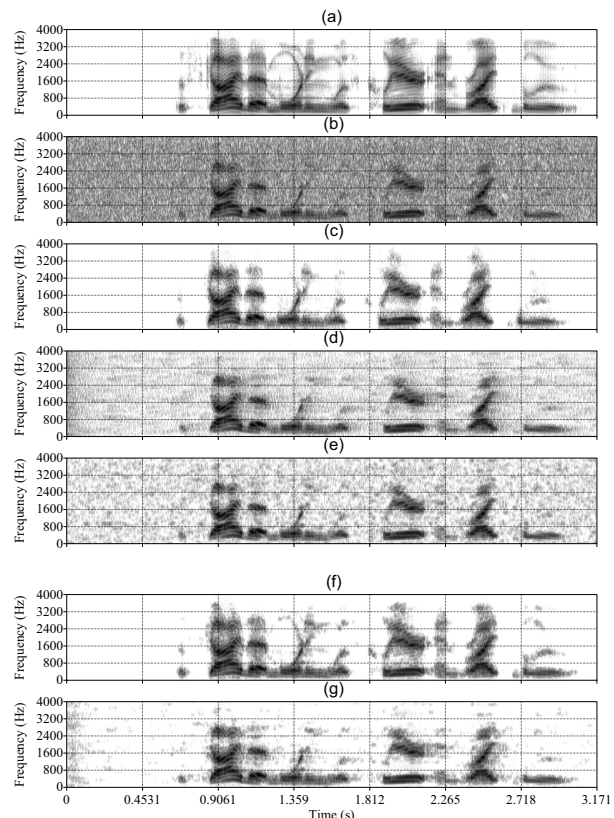 (a)
Frequency (Hz)
4000
3200
2400
1600
800
0
(b)
Frequency (Hz)
4000
3200
2400
1600
800
0
(c)
Frequency (Hz)
4000
3200
2400
1600
800
0
(d)
Frequency (Hz)
4000
3200
2400
1600
800
0
(e)
Frequency (Hz)
4000
3200
2400
1600
800
0
(f)
Frequency (Hz)
4000
3200
2400
1600
800
0
(g)
Frequency (Hz)
4000
3200
2400
1600
800
0
0 0.4531 0.9061 1.359 1.812 2.265 2.718 3.171
Time (s)